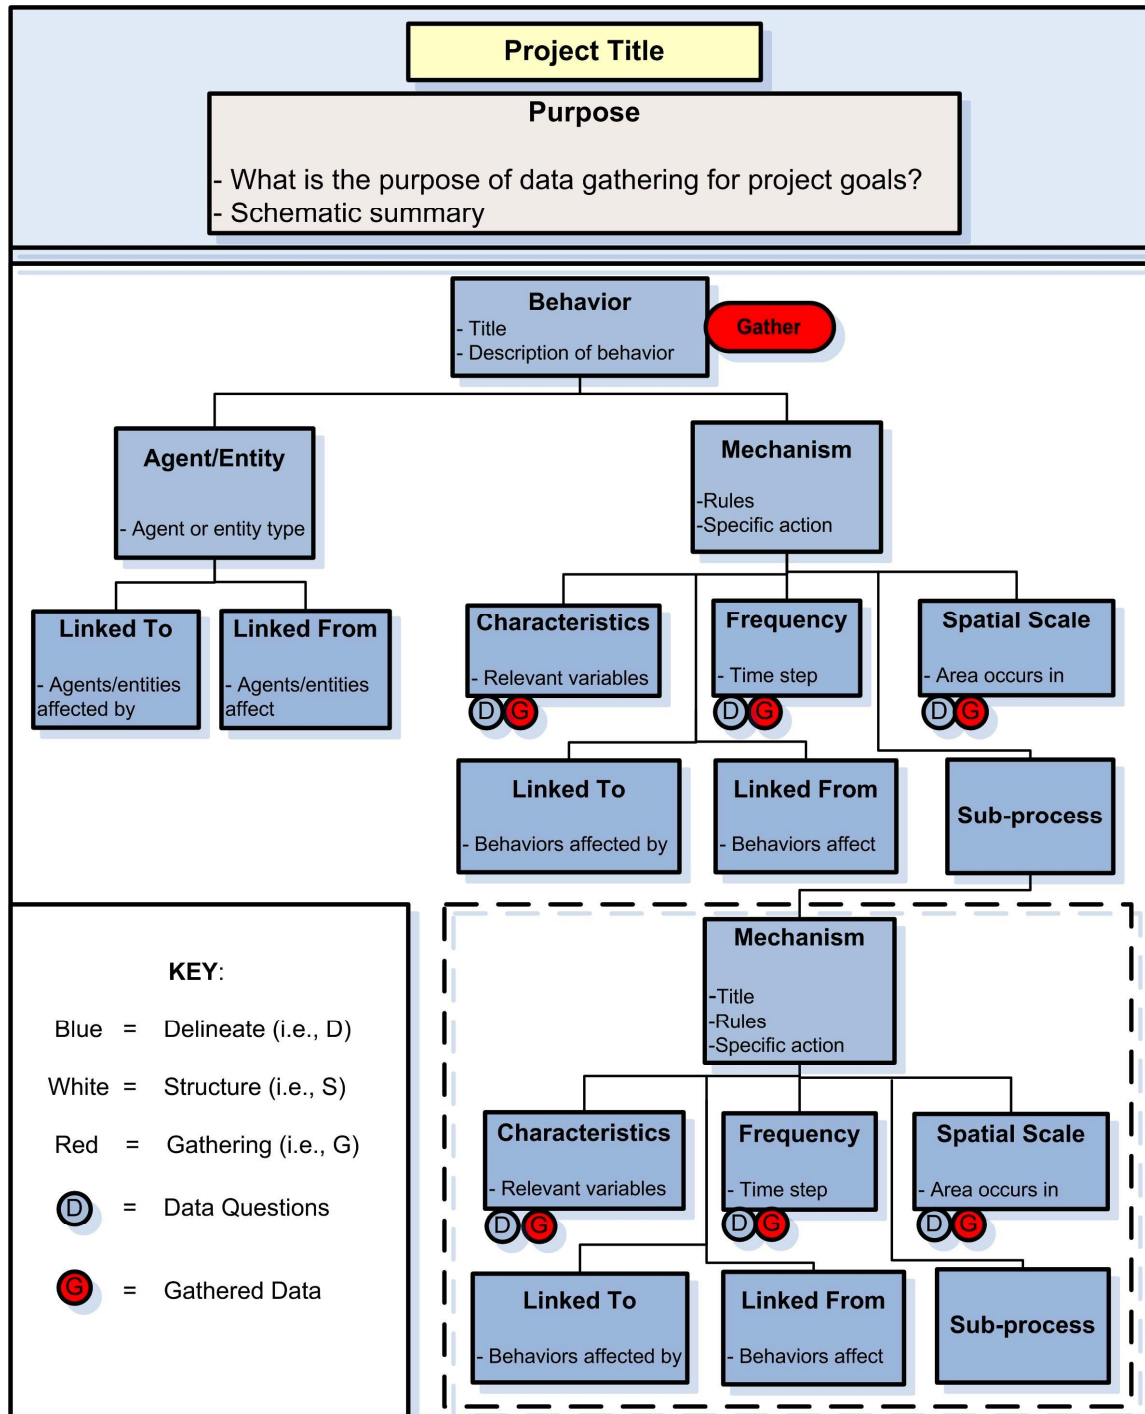 Project Title
Purpose
- What is the purpose of data gathering for project goals?
- Schematic summary
Behavior
- Title
- Description of behavior
Gather
Agent/Entity
- Agent or entity type
Mechanism
-Rules
-Specific action
Linked To
- Agents/entities
affected by
Linked From
- Agents/entities
affect
Characteristics
- Relevant variables
D G
Frequency
- Time step
D G
Spatial Scale
- Area occurs in
D G
Linked To
- Behaviors affected by
Linked From
- Behaviors affect
Sub-process
KEY:
Blue = Delineate (i.e., D)
White = Structure (i.e., S)
Red = Gathering (i.e., G)
D = Data Questions
G = Gathered Data
Mechanism
-Title
-Rules
-Specific action
Characteristics
- Relevant variables
D G
Frequency
- Time step
D G
Spatial Scale
- Area occurs in
D G
Linked To
- Behaviors affected by
Linked From
- Behaviors affect
Sub-process